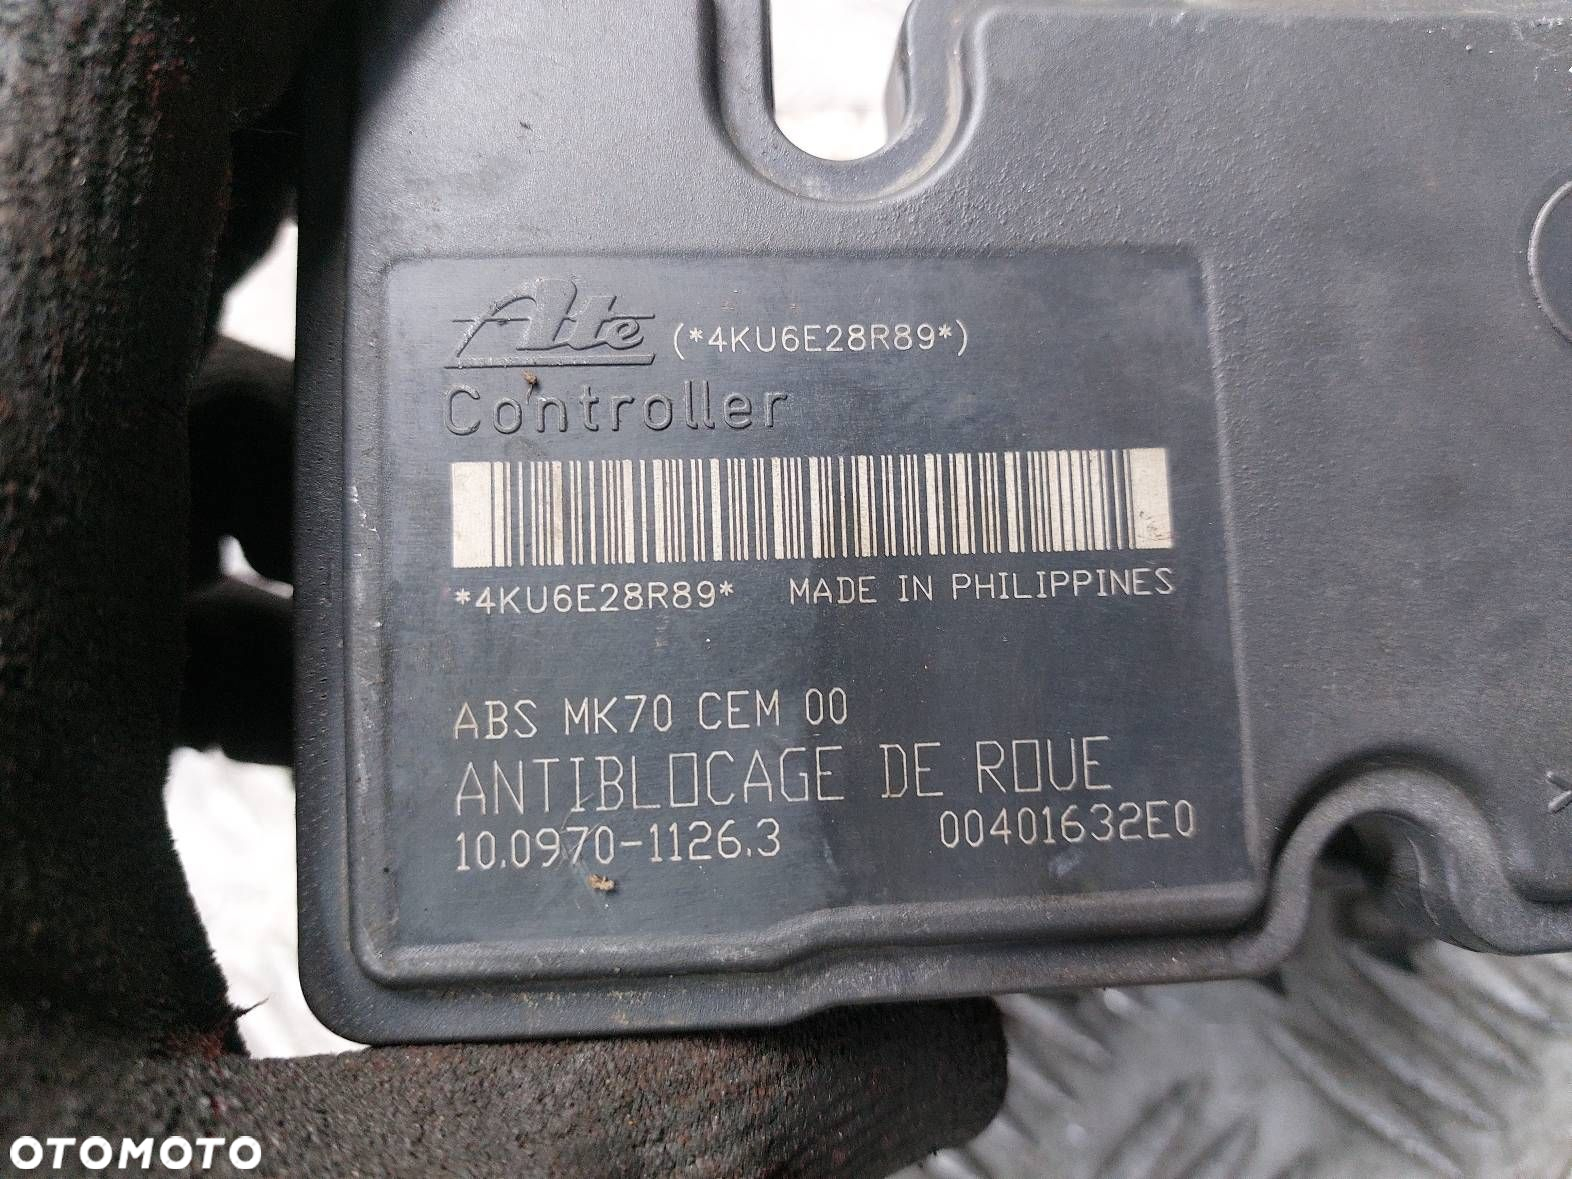 Ate (*4KU6E28R89*)
Controller
*4KU6E28R89* MADE IN PHILIPPINES
ABS MK70 CEM 00
ANTIBLOCAGE DE ROUE
10.0970-1126.3 00401632E0
OTOMOTO